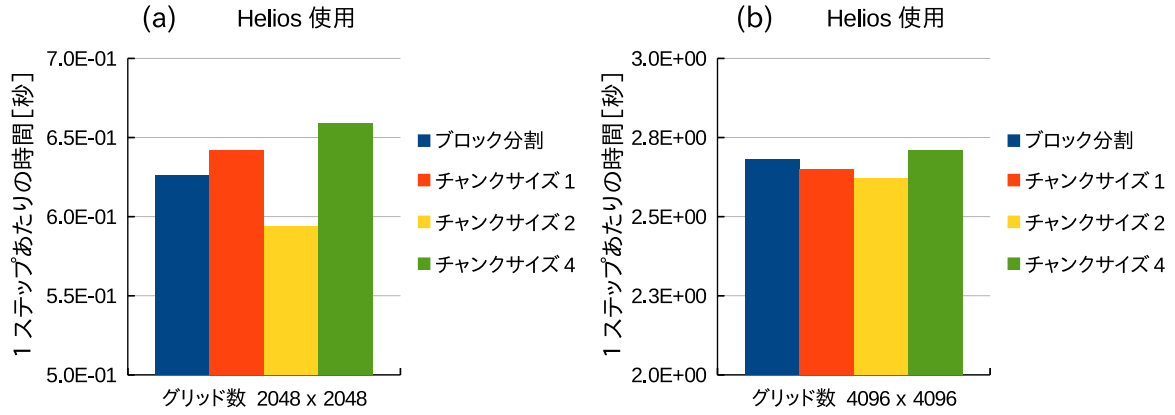 (a) Helios 使用
1 ステップあたりの時間 [秒]
7.0E-01
6.5E-01
6.0E-01
5.5E-01
5.0E-01
グリッド数 2048 x 2048
ブロック分割
チャンクサイズ 1
チャンクサイズ 2
チャンクサイズ 4
(b) Helios 使用
1 ステップあたりの時間 [秒]
3.0E+00
2.8E+00
2.5E+00
2.3E+00
2.0E+00
グリッド数 4096 x 4096
ブロック分割
チャンクサイズ 1
チャンクサイズ 2
チャンクサイズ 4